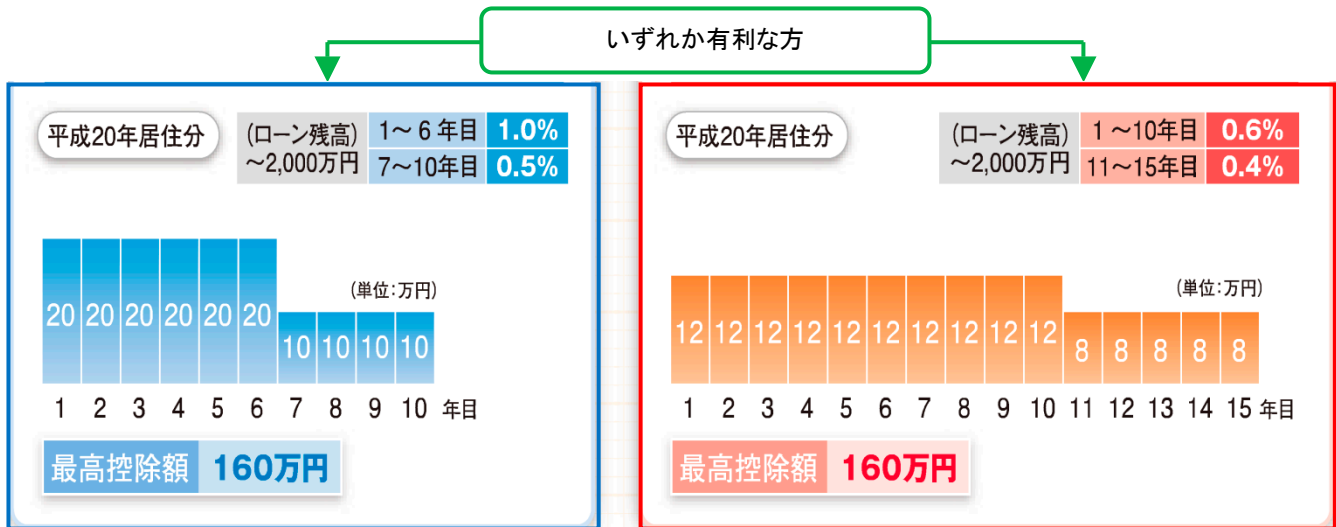 いずれか有利な方
平成20年居住分
(ローン残高)
～2,000万円
1～6年目 1.0%
7～10年目 0.5%
(単位：万円)
20 20 20 20 20 20 10 10 10 10
1 2 3 4 5 6 7 8 9 10 年目
最高控除額 160万円
平成20年居住分
(ローン残高)
～2,000万円
1～10年目 0.6%
11～15年目 0.4%
(単位：万円)
12 12 12 12 12 12 12 12 12 12 8 8 8 8 8
1 2 3 4 5 6 7 8 9 10 11 12 13 14 15 年目
最高控除額 160万円